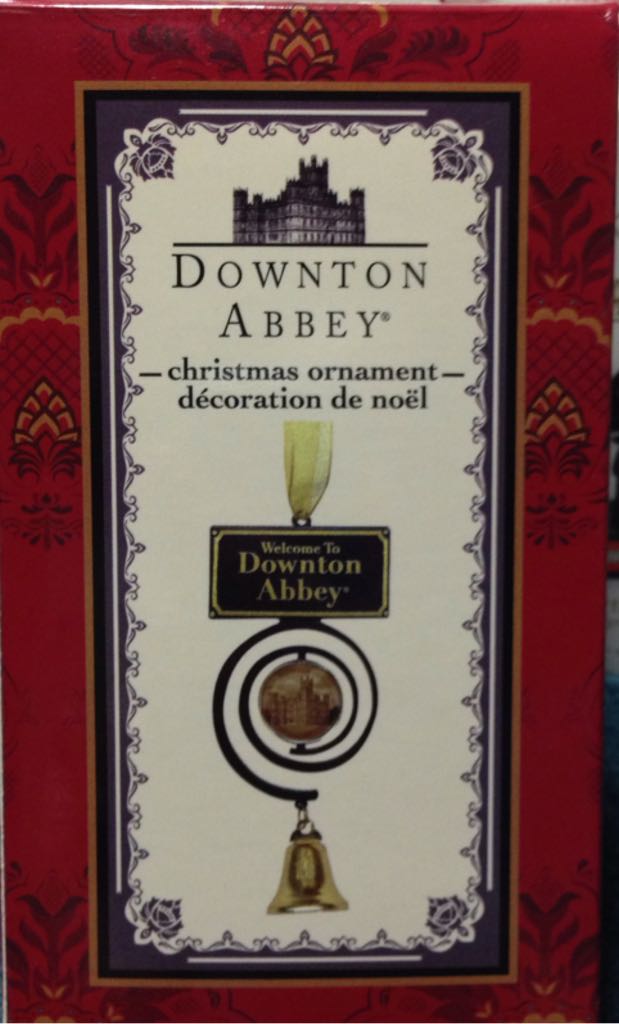 DOWNTON
ABBEY®
— christmas ornament —
décoration de noël
Welcome To
Downton
Abbey®